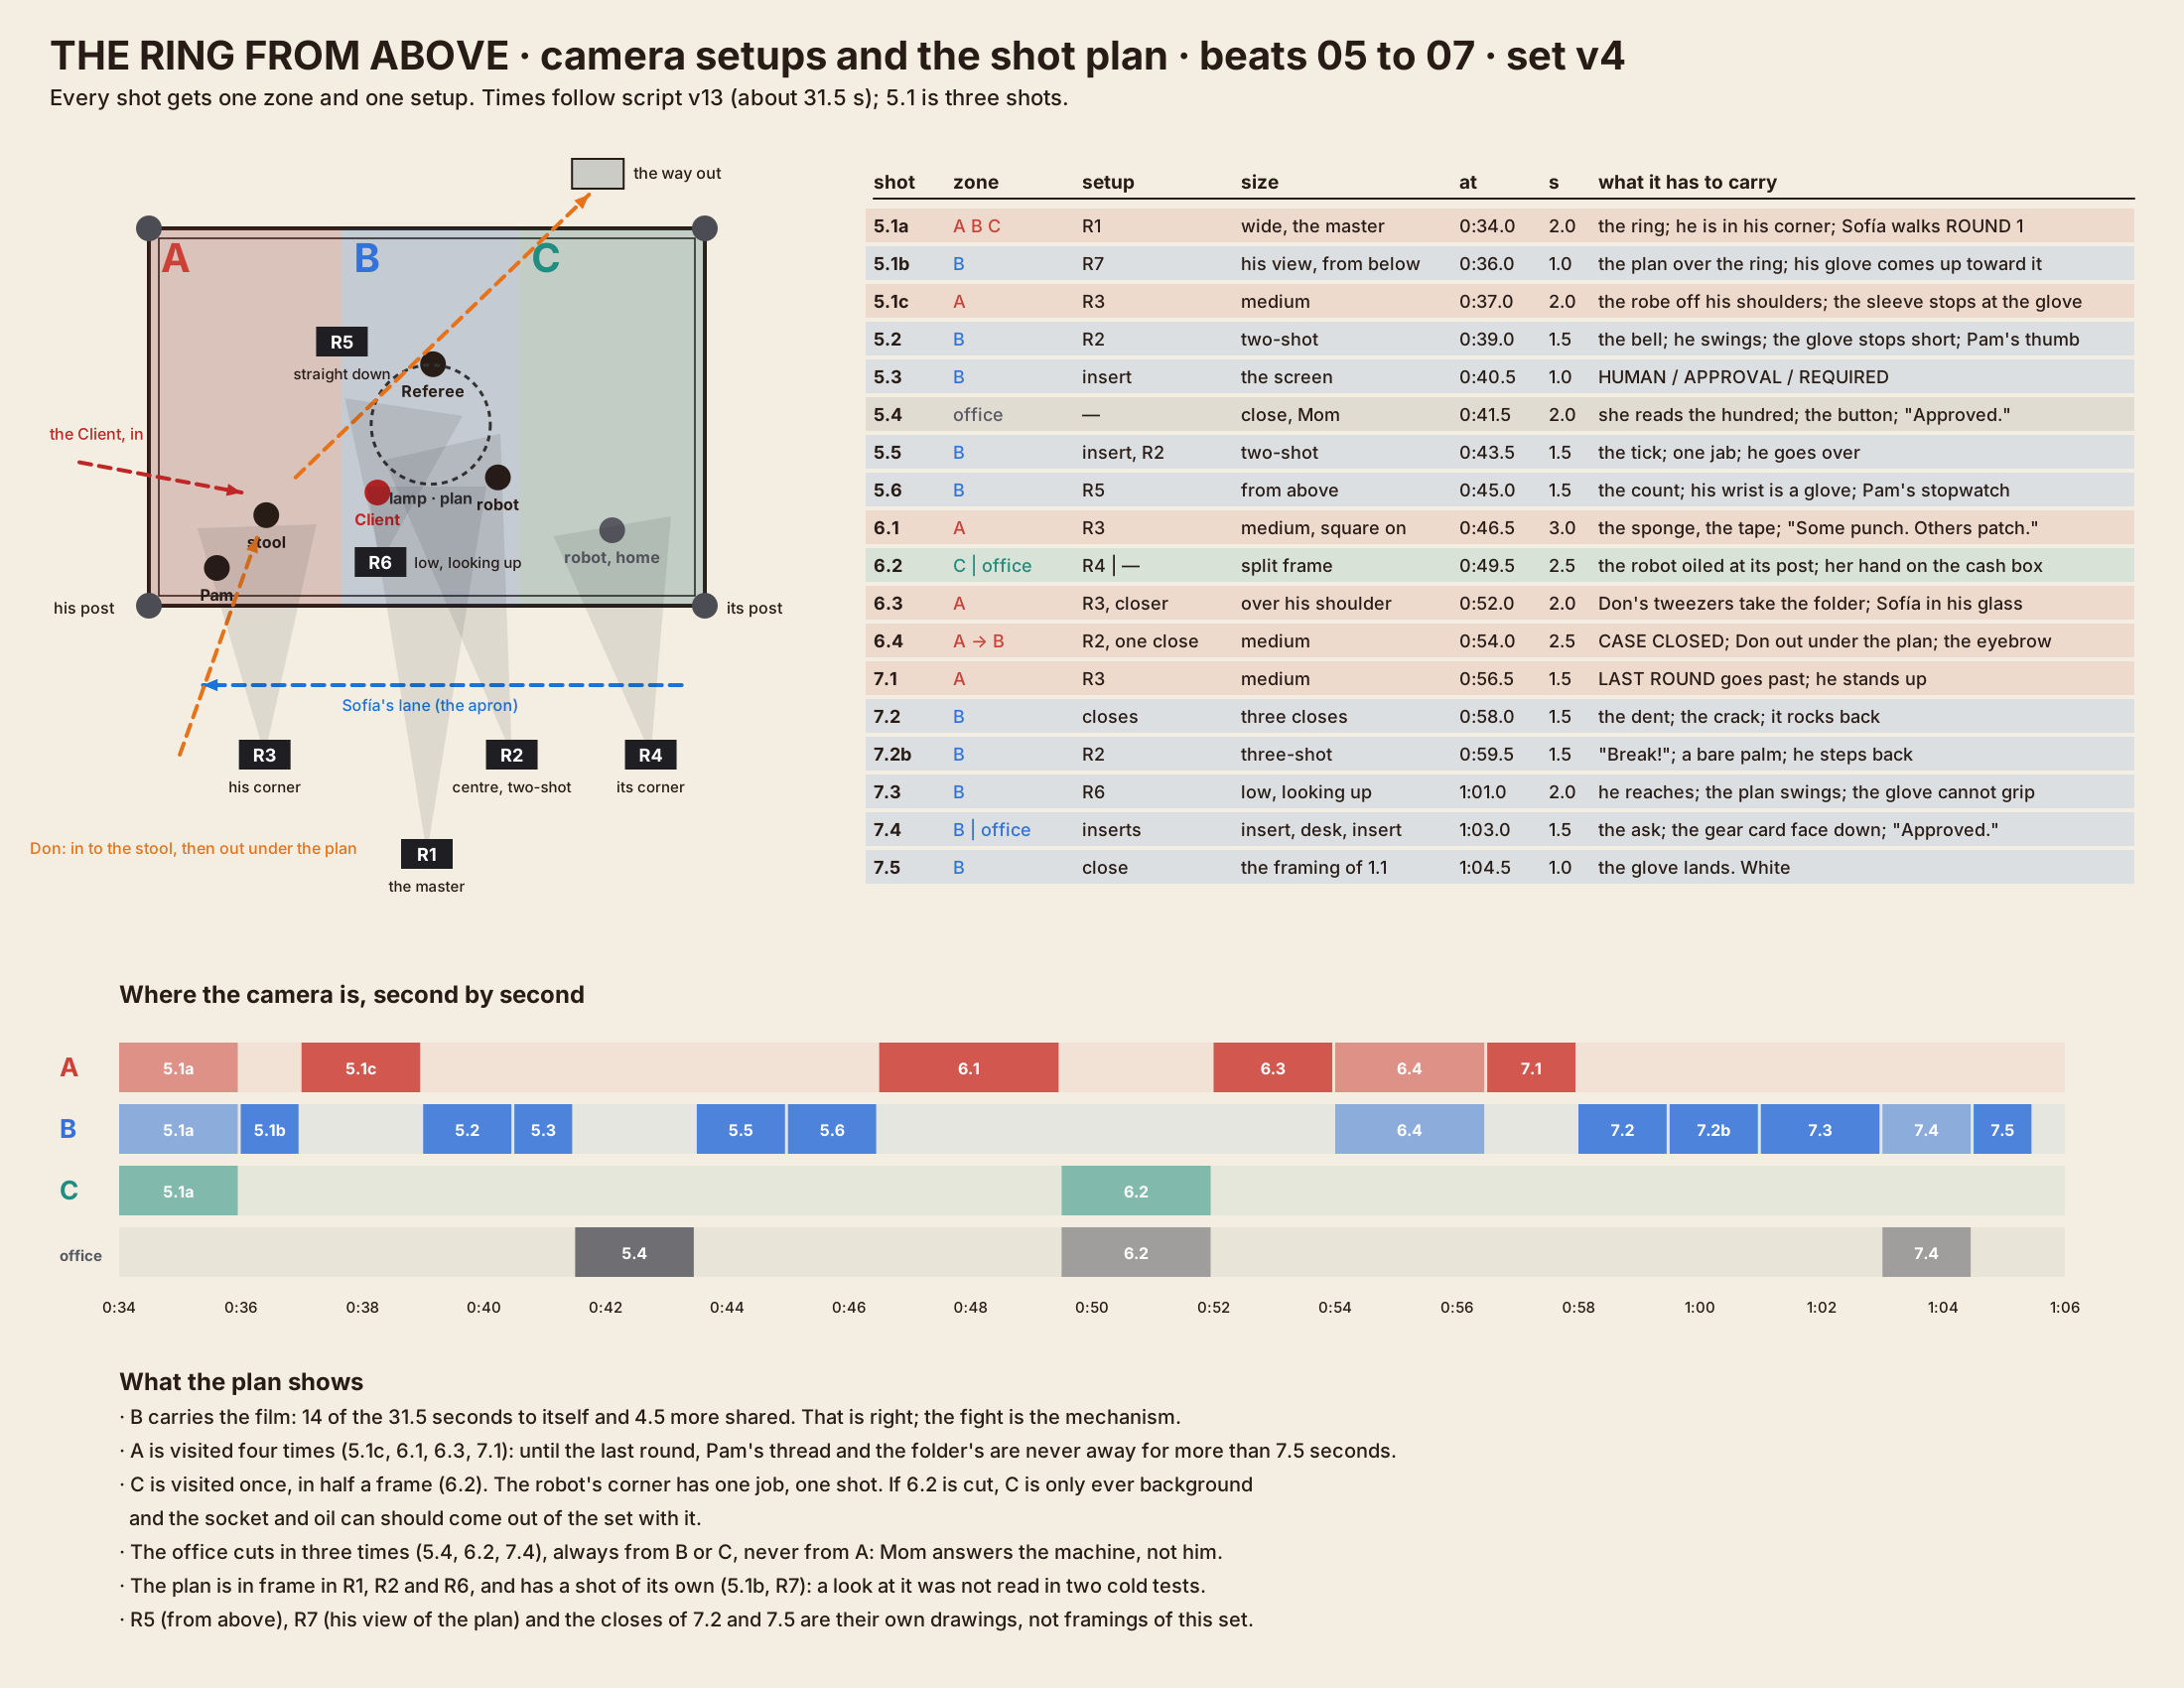 THE RING FROM ABOVE · camera setups and the shot plan · beats 05 to 07 · set v4
Every shot gets one zone and one setup. Times follow script v13 (about 31.5 s); 5.1 is three shots.
the way out
A
B
C
R5
straight down
Referee
the Client, in
lamp · plan
robot
Client
stool
robot, home
R6
low, looking up
Pam
his post
its post
Sofía's lane (the apron)
R3
R2
R4
his corner
centre, two-shot
its corner
Don: in to the stool, then out under the plan
R1
the master
shot zone setup size at s what it has to carry
5.1a A B C R1 wide, the master 0:34.0 2.0 the ring; he is in his corner; Sofía walks ROUND 1
5.1b B R7 his view, from below 0:36.0 1.0 the plan over the ring; his glove comes up toward it
5.1c A R3 medium 0:37.0 2.0 the robe off his shoulders; the sleeve stops at the glove
5.2 B R2 two-shot 0:39.0 1.5 the bell; he swings; the glove stops short; Pam's thumb
5.3 B insert the screen 0:40.5 1.0 HUMAN / APPROVAL / REQUIRED
5.4 office — close, Mom 0:41.5 2.0 she reads the hundred; the button; "Approved."
5.5 B insert, R2 two-shot 0:43.5 1.5 the tick; one jab; he goes over
5.6 B R5 from above 0:45.0 1.5 the count; his wrist is a glove; Pam's stopwatch
6.1 A R3 medium, square on 0:46.5 3.0 the sponge, the tape; "Some punch. Others patch."
6.2 C | office R4 | — split frame 0:49.5 2.5 the robot oiled at its post; her hand on the cash box
6.3 A R3, closer over his shoulder 0:52.0 2.0 Don's tweezers take the folder; Sofía in his glass
6.4 A → B R2, one close medium 0:54.0 2.5 CASE CLOSED; Don out under the plan; the eyebrow
7.1 A R3 medium 0:56.5 1.5 LAST ROUND goes past; he stands up
7.2 B closes three closes 0:58.0 1.5 the dent; the crack; it rocks back
7.2b B R2 three-shot 0:59.5 1.5 "Break!"; a bare palm; he steps back
7.3 B R6 low, looking up 1:01.0 2.0 he reaches; the plan swings; the glove cannot grip
7.4 B | office inserts insert, desk, insert 1:03.0 1.5 the ask; the gear card face down; "Approved."
7.5 B close the framing of 1.1 1:04.5 1.0 the glove lands. White
Where the camera is, second by second
A 5.1a 5.1c 6.1 6.3 6.4 7.1
B 5.1a 5.1b 5.2 5.3 5.5 5.6 6.4 7.2 7.2b 7.3 7.4 7.5
C 5.1a 6.2
office 5.4 6.2 7.4
0:34 0:36 0:38 0:40 0:42 0:44 0:46 0:48 0:50 0:52 0:54 0:56 0:58 1:00 1:02 1:04 1:06
What the plan shows
· B carries the film: 14 of the 31.5 seconds to itself and 4.5 more shared. That is right; the fight is the mechanism.
· A is visited four times (5.1c, 6.1, 6.3, 7.1): until the last round, Pam's thread and the folder's are never away for more than 7.5 seconds.
· C is visited once, in half a frame (6.2). The robot's corner has one job, one shot. If 6.2 is cut, C is only ever background
and the socket and oil can should come out of the set with it.
· The office cuts in three times (5.4, 6.2, 7.4), always from B or C, never from A: Mom answers the machine, not him.
· The plan is in frame in R1, R2 and R6, and has a shot of its own (5.1b, R7): a look at it was not read in two cold tests.
· R5 (from above), R7 (his view of the plan) and the closes of 7.2 and 7.5 are their own drawings, not framings of this set.